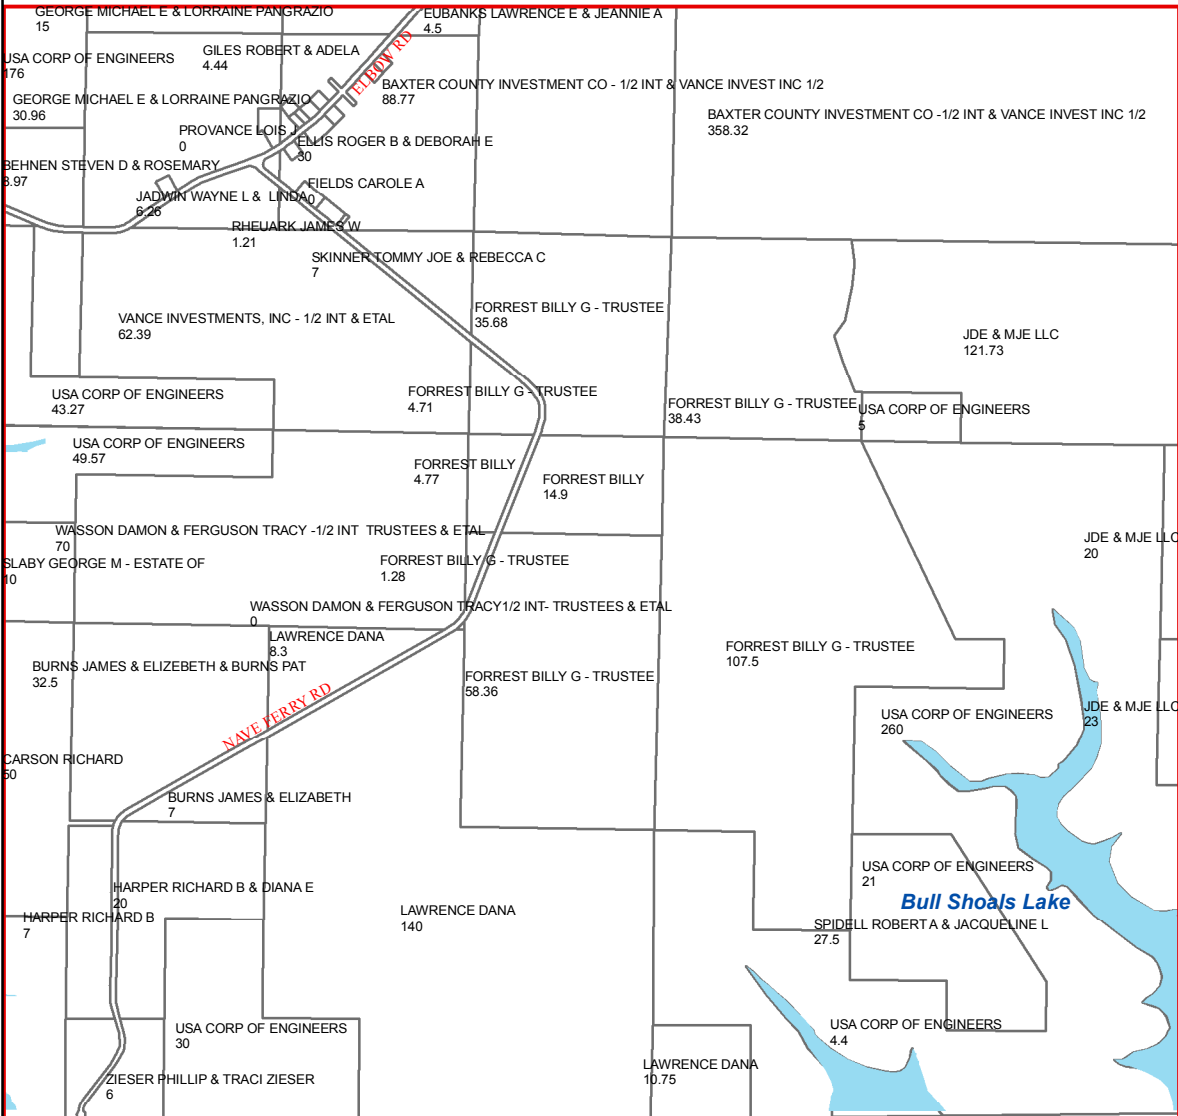 GEORGE MICHAEL E & LORRAINE PANGRAZIO
15
EUBANKS LAWRENCE E & JEANNIE A
4.5
USA CORP OF ENGINEERS
176
GILES ROBERT & ADELA
4.44
ELBOW RD
BAXTER COUNTY INVESTMENT CO - 1/2 INT & VANCE INVEST INC 1/2
88.77
GEORGE MICHAEL E & LORRAINE PANGRAZIO
30.96
BAXTER COUNTY INVESTMENT CO -1/2 INT & VANCE INVEST INC 1/2
358.32
PROVANCE LOIS J
0
ELLIS ROGER B & DEBORAH E
30
BEHNEN STEVEN D & ROSEMARY
8.97
FIELDS CAROLE A
0
JADWIN WAYNE L & LINDA
6.26
RHEUARK JAMES W
1.21
SKINNER TOMMY JOE & REBECCA C
7
VANCE INVESTMENTS, INC - 1/2 INT & ETAL
62.39
FORREST BILLY G - TRUSTEE
35.68
JDE & MJE LLC
121.73
USA CORP OF ENGINEERS
43.27
FORREST BILLY G - TRUSTEE
4.71
FORREST BILLY G - TRUSTEE
38.43
USA CORP OF ENGINEERS
5
USA CORP OF ENGINEERS
49.57
FORREST BILLY
4.77
FORREST BILLY
14.9
WASSON DAMON & FERGUSON TRACY -1/2 INT TRUSTEES & ETAL
70
JDE & MJE LLC
20
SLABY GEORGE M - ESTATE OF
10
FORREST BILLY G - TRUSTEE
1.28
WASSON DAMON & FERGUSON TRACY1/2 INT- TRUSTEES & ETAL
0
LAWRENCE DANA
8.3
FORREST BILLY G - TRUSTEE
107.5
BURNS JAMES & ELIZEBETH & BURNS PAT
32.5
FORREST BILLY G - TRUSTEE
58.36
NAVE FERRY RD
USA CORP OF ENGINEERS
260
JDE & MJE LLC
23
CARSON RICHARD
50
BURNS JAMES & ELIZABETH
7
USA CORP OF ENGINEERS
21
HARPER RICHARD B & DIANA E
20
Bull Shoals Lake
HARPER RICHARD B
7
LAWRENCE DANA
140
SPIDELL ROBERT A & JACQUELINE L
27.5
USA CORP OF ENGINEERS
30
USA CORP OF ENGINEERS
4.4
LAWRENCE DANA
10.75
ZIESER PHILLIP & TRACI ZIESER
6